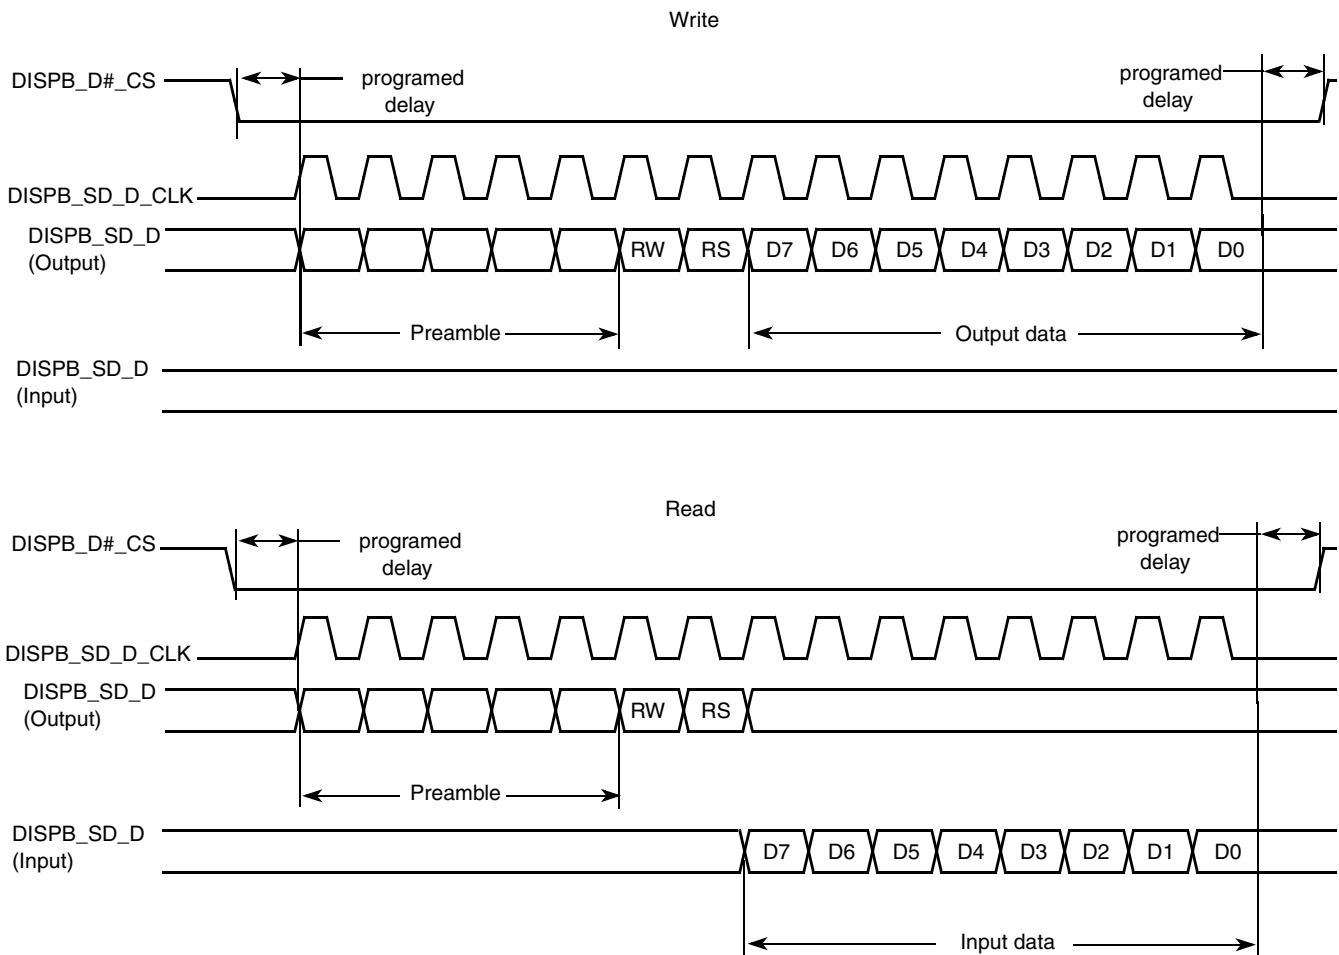 Write
DISPB_D#_CS
programed
delay
programed
delay
DISPB_SD_D_CLK
DISPB_SD_D
(Output)
RW RS D7 D6 D5 D4 D3 D2 D1 D0
Preamble
Output data
DISPB_SD_D
(Input)
Read
DISPB_D#_CS
programed
delay
programed
delay
DISPB_SD_D_CLK
DISPB_SD_D
(Output)
RW RS
Preamble
DISPB_SD_D
(Input)
D7 D6 D5 D4 D3 D2 D1 D0
Input data